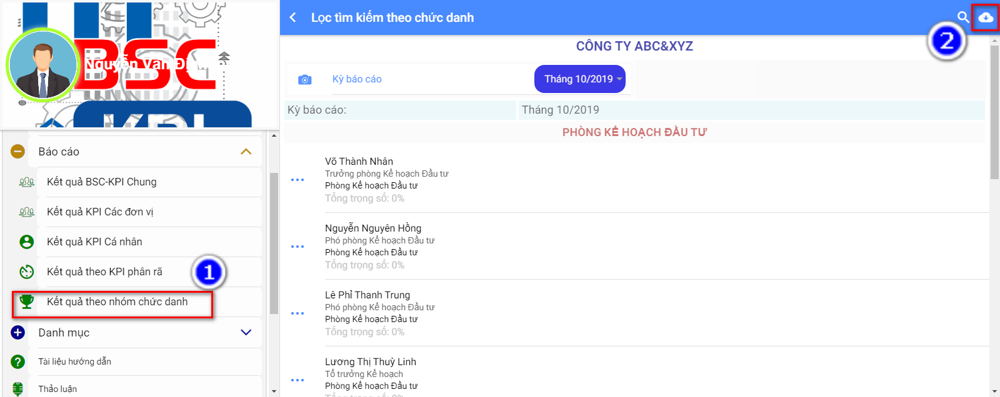 BSC
Nguyễn Văn Đị
KPI
Báo cáo
Kết quả BSC-KPI Chung
Kết quả KPI Các đơn vị
Kết quả KPI Cá nhân
Kết quả theo KPI phân rã
1
Kết quả theo nhóm chức danh
Danh mục
Tài liệu hướng dẫn
Thảo luận
Lọc tìm kiếm theo chức danh
2
CÔNG TY ABC&XYZ
Kỳ báo cáo
Tháng 10/2019
Kỳ báo cáo:
Tháng 10/2019
PHÒNG KẾ HOẠCH ĐẦU TƯ
Võ Thành Nhân
Trưởng phòng Kế hoạch Đầu tư
Phòng Kế hoạch Đầu tư
Tổng trọng số: 0%
Nguyễn Nguyên Hồng
Phó phòng Kế hoạch Đầu tư
Phòng Kế hoạch Đầu tư
Tổng trọng số: 0%
Lê Phỉ Thanh Trung
Phó phòng Kế hoạch Đầu tư
Phòng Kế hoạch Đầu tư
Tổng trọng số: 0%
Lương Thị Thuỳ Linh
Tổ trưởng Kế hoạch
Phòng Kế hoạch Đầu tư